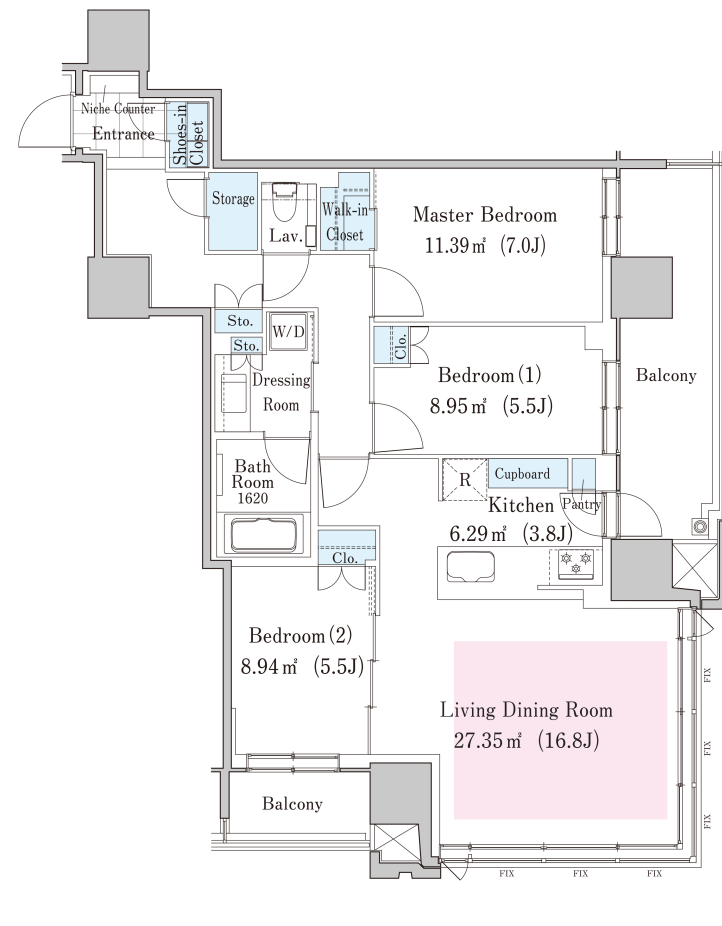 Niche Counter
Entrance
Shoes-in
Closet
Storage
Lav.
Walk-in
Closet
Master Bedroom
11.39㎡ (7.0J)
Sto.
W/D
Sto.
Clo.
Dressing
Room
Bedroom(1)
8.95㎡ (5.5J)
Balcony
Bath
Room
1620
R
Cupboard
Kitchen
Pantry
6.29㎡ (3.8J)
Clo.
Bedroom(2)
8.94㎡ (5.5J)
Living Dining Room
27.35㎡ (16.8J)
FIX
FIX
FIX
Balcony
FIX
FIX
FIX